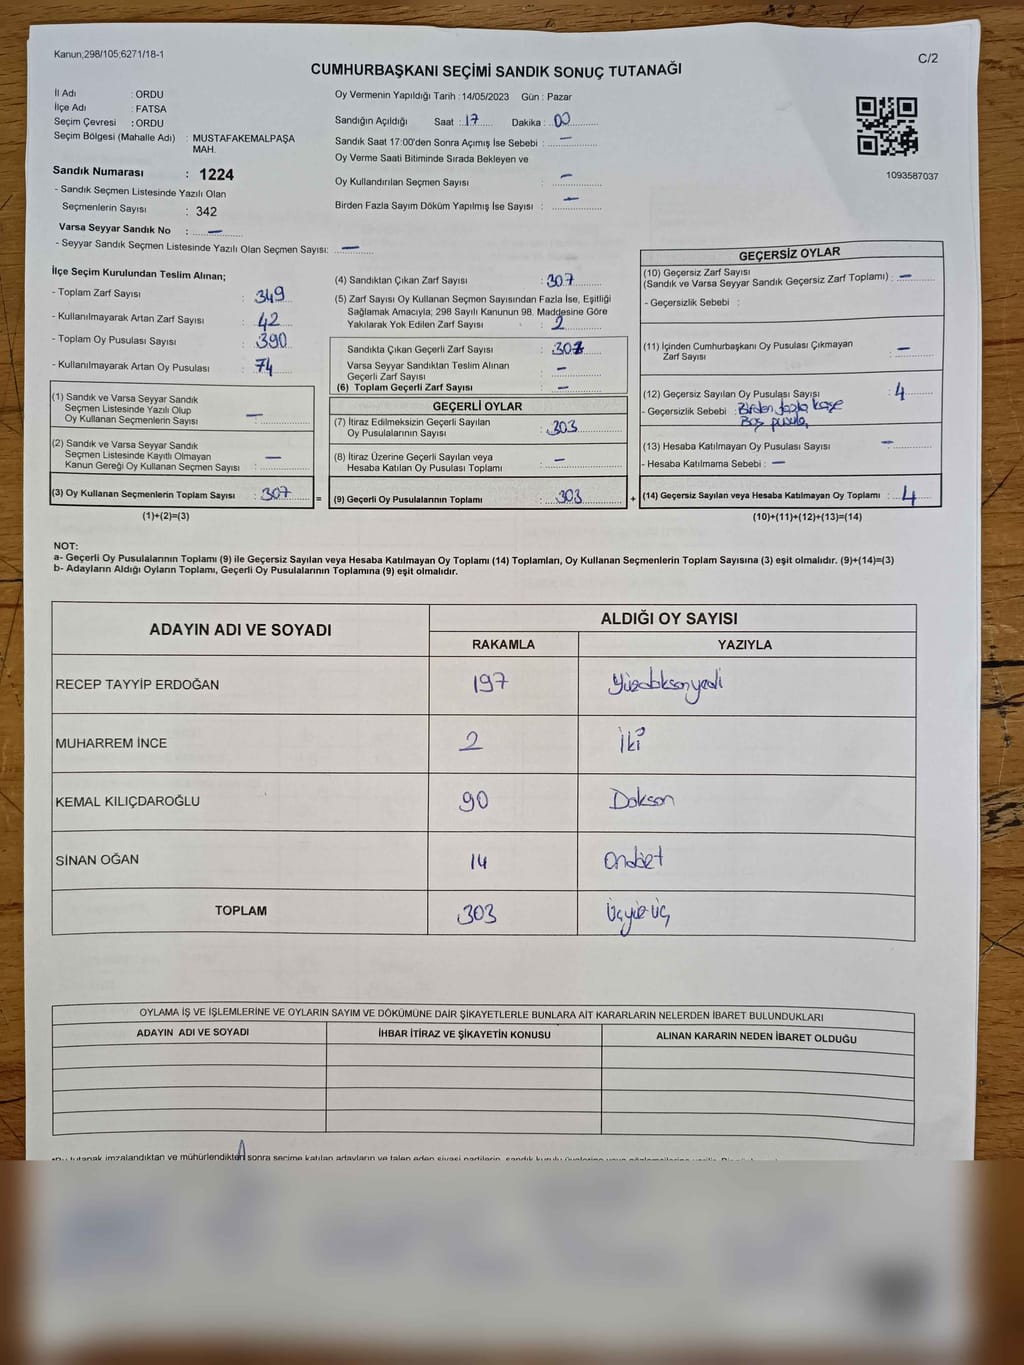 Kanun;298/105;6271/18-1
C/2
CUMHURBAŞKANI SEÇİMİ SANDIK SONUÇ TUTANAĞI
İl Adı : ORDU
İlçe Adı : FATSA
Seçim Çevresi : ORDU
Seçim Bölgesi (Mahalle Adı) : MUSTAFAKEMALPAŞA
MAH.
Sandık Numarası : 1224
- Sandık Seçmen Listesinde Yazılı Olan
Seçmenlerin Sayısı : 342
Varsa Seyyar Sandık No : —
- Seyyar Sandık Seçmen Listesinde Yazılı Olan Seçmen Sayısı: —
Oy Vermenin Yapıldığı Tarih : 14/05/2023 Gün : Pazar
Sandığın Açıldığı Saat : 17 Dakika : 00
Sandık Saat 17:00'den Sonra Açımış İse Sebebi : —
Oy Verme Saati Bitiminde Sırada Bekleyen ve
Oy Kullandırılan Seçmen Sayısı : —
Birden Fazla Sayım Döküm Yapılmış İse Sayısı : —
1093587037
İlçe Seçim Kurulundan Teslim Alınan;
- Toplam Zarf Sayısı : 349
- Kullanılmayarak Artan Zarf Sayısı : 42
- Toplam Oy Pusulası Sayısı : 390
- Kullanılmayarak Artan Oy Pusulası : 74
(1) Sandık ve Varsa Seyyar Sandık
Seçmen Listesinde Yazılı Olup
Oy Kullanan Seçmenlerin Sayısı : —
(2) Sandık ve Varsa Seyyar Sandık
Seçmen Listesinde Kayıtlı Olmayan
Kanun Gereği Oy Kullanan Seçmen Sayısı : —
(3) Oy Kullanan Seçmenlerin Toplam Sayısı : 307
(1)+(2)=(3)
=
(4) Sandıktan Çıkan Zarf Sayısı : 307
(5) Zarf Sayısı Oy Kullanan Seçmen Sayısından Fazla İse, Eşitliği
Sağlamak Amacıyla; 298 Sayılı Kanunun 98. Maddesine Göre
Yakılarak Yok Edilen Zarf Sayısı : 2
Sandıkta Çıkan Geçerli Zarf Sayısı : 307
Varsa Seyyar Sandıktan Teslim Alınan
Geçerli Zarf Sayısı : —
(6) Toplam Geçerli Zarf Sayısı : —
GEÇERLİ OYLAR
(7) İtiraz Edilmeksizin Geçerli Sayılan
Oy Pusulalarının Sayısı : 303
(8) İtiraz Üzerine Geçerli Sayılan veya
Hesaba Katılan Oy Pusulası Toplamı : —
(9) Geçerli Oy Pusulalarının Toplamı : 303
+
GEÇERSİZ OYLAR
(10) Geçersiz Zarf Sayısı
(Sandık ve Varsa Seyyar Sandık Geçersiz Zarf Toplamı) : —
- Geçersizlik Sebebi :
(11) İçinden Cumhurbaşkanı Oy Pusulası Çıkmayan
Zarf Sayısı : —
(12) Geçersiz Sayılan Oy Pusulası Sayısı : 4
- Geçersizlik Sebebi : Birden fazla kaşe
Boş pusula
(13) Hesaba Katılmayan Oy Pusulası Sayısı : —
- Hesaba Katılmama Sebebi : —
(14) Geçersiz Sayılan veya Hesaba Katılmayan Oy Toplamı : 4
(10)+(11)+(12)+(13)=(14)
NOT:
a- Geçerli Oy Pusulalarının Toplamı (9) ile Geçersiz Sayılan veya Hesaba Katılmayan Oy Toplamı (14) Toplamları, Oy Kullanan Seçmenlerin Toplam Sayısına (3) eşit olmalıdır. (9)+(14)=(3)
b- Adayların Aldığı Oyların Toplamı, Geçerli Oy Pusulalarının Toplamına (9) eşit olmalıdır.
ADAYIN ADI VE SOYADI
ALDIĞI OY SAYISI
RAKAMLA YAZIYLA
RECEP TAYYİP ERDOĞAN 197 Yüzdoksanyedi
MUHARREM İNCE 2 İki
KEMAL KILIÇDAROĞLU 90 Doksan
SİNAN OĞAN 14 Ondört
TOPLAM 303 Üçyüz üç
OYLAMA İŞ VE İŞLEMLERİNE VE OYLARIN SAYIM VE DÖKÜMÜNE DAİR ŞİKAYETLERLE BUNLARA AİT KARARLARIN NELERDEN İBARET BULUNDUKLARI
ADAYIN ADI VE SOYADI İHBAR İTİRAZ VE ŞİKAYETİN KONUSU ALINAN KARARIN NEDEN İBARET OLDUĞU
tutanak imzalandıktan ve mühürlendikten sonra seçime katılan adayların ve talep eden siyasi partilerin, sandık kurulu